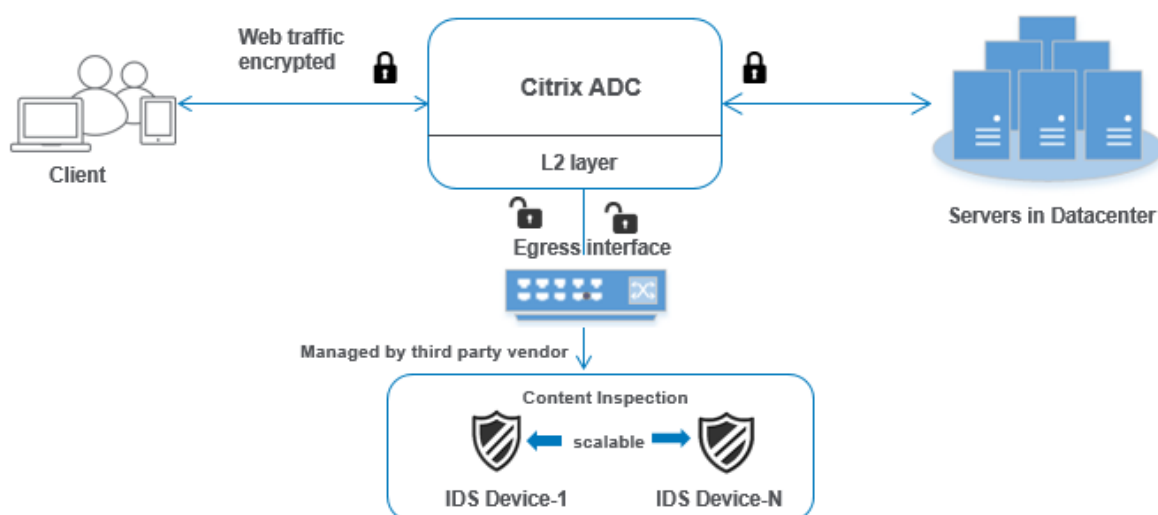 Web traffic
encrypted
Citrix ADC
L2 layer
Client
Servers in Datacenter
Egress interface
Managed by third party vendor
Content Inspection
scalable
IDS Device-1
IDS Device-N